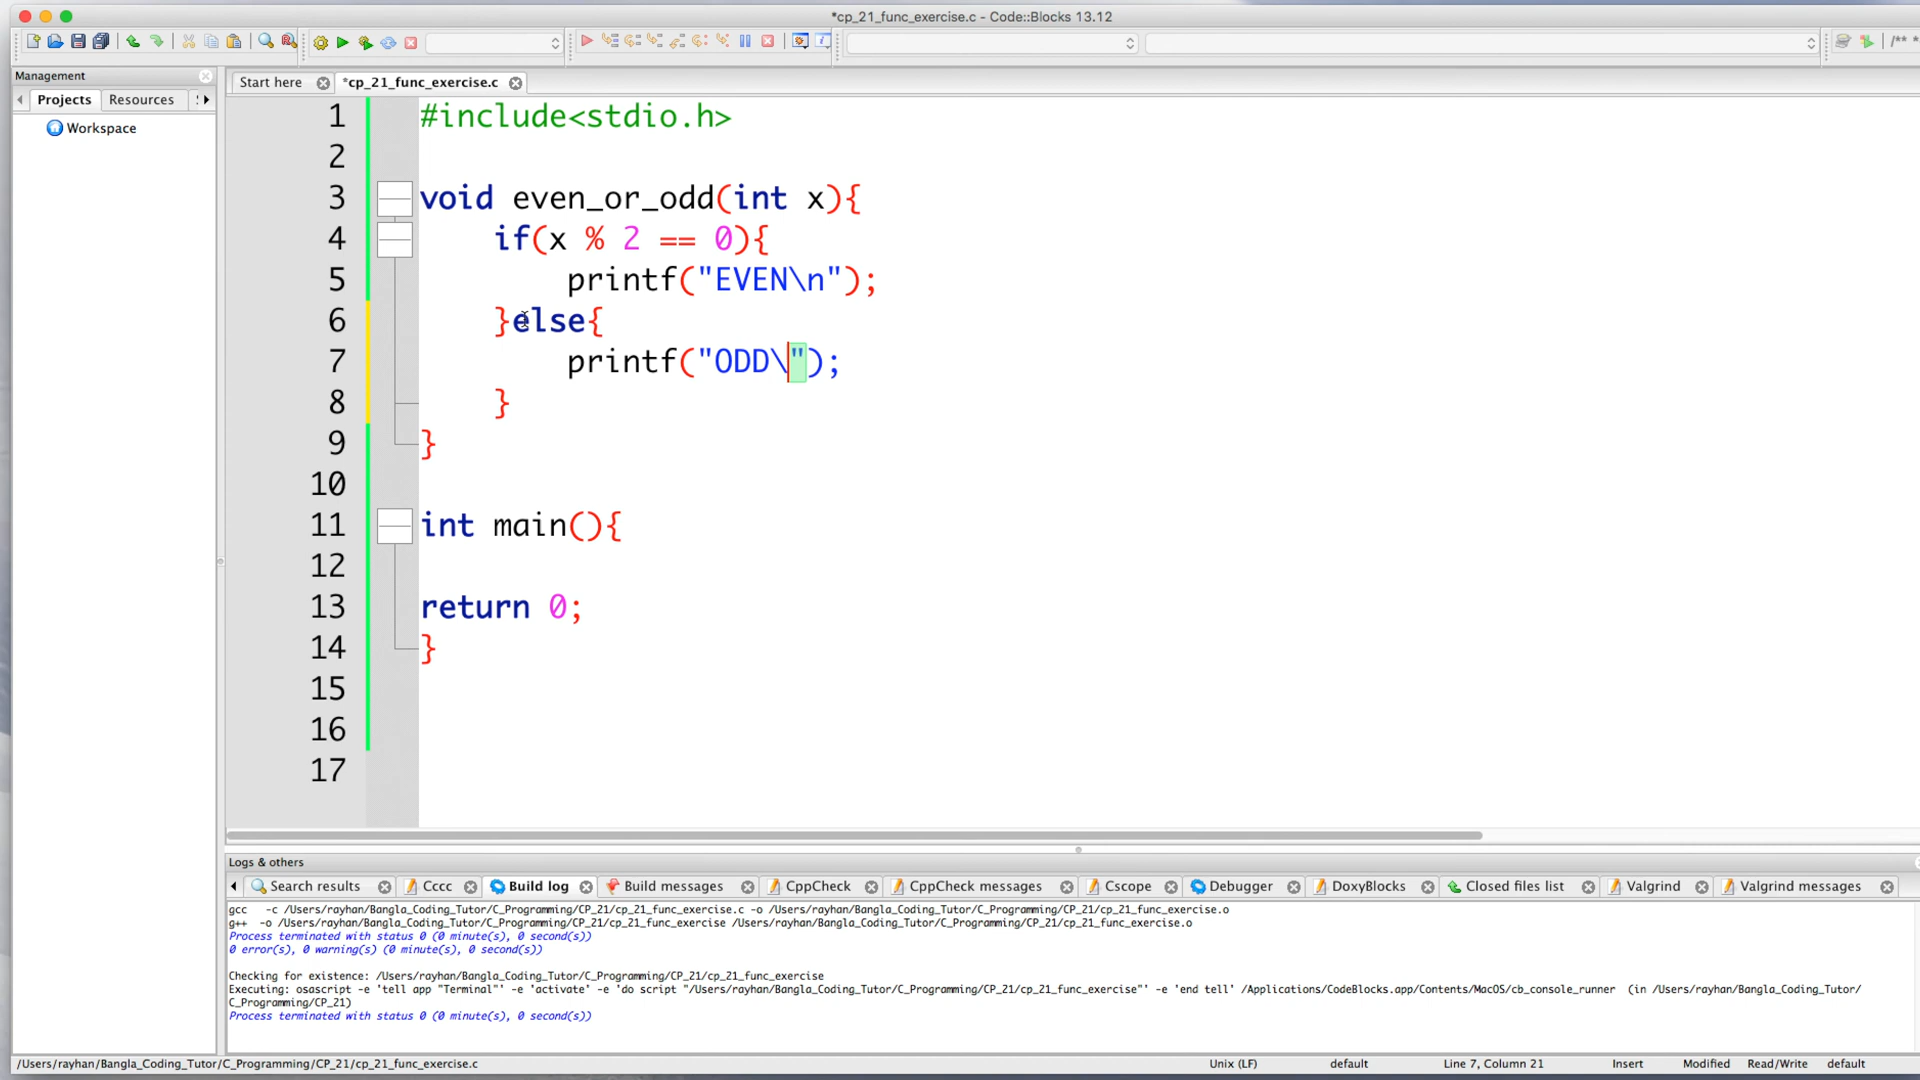 *cp_21_func_exercise.c - Code::Blocks 13.12
/** *
Management
Start here *cp_21_func_exercise.c
Projects Resources
Workspace
1 #include<stdio.h>
2
3 void even_or_odd(int x){
4 if(x % 2 == 0){
5 printf("EVEN\n");
6 }else{
7 printf("ODD\");
8 }
9 }
10
11 int main(){
12
13 return 0;
14 }
15
16
17
Logs & others
Search results Cccc Build log Build messages CppCheck CppCheck messages Cscope Debugger DoxyBlocks Closed files list Valgrind Valgrind messages
gcc -c /Users/rayhan/Bangla_Coding_Tutor/C_Programming/CP_21/cp_21_func_exercise.c -o /Users/rayhan/Bangla_Coding_Tutor/C_Programming/CP_21/cp_21_func_exercise.o
g++ -o /Users/rayhan/Bangla_Coding_Tutor/C_Programming/CP_21/cp_21_func_exercise /Users/rayhan/Bangla_Coding_Tutor/C_Programming/CP_21/cp_21_func_exercise.o
Process terminated with status 0 (0 minute(s), 0 second(s))
0 error(s), 0 warning(s) (0 minute(s), 0 second(s))
Checking for existence: /Users/rayhan/Bangla_Coding_Tutor/C_Programming/CP_21/cp_21_func_exercise
Executing: osascript -e 'tell app "Terminal"' -e 'activate' -e 'do script "/Users/rayhan/Bangla_Coding_Tutor/C_Programming/CP_21/cp_21_func_exercise"' -e 'end tell' /Applications/CodeBlocks.app/Contents/MacOS/cb_console_runner (in /Users/rayhan/Bangla_Coding_Tutor/
C_Programming/CP_21)
Process terminated with status 0 (0 minute(s), 0 second(s))
/Users/rayhan/Bangla_Coding_Tutor/C_Programming/CP_21/cp_21_func_exercise.c Unix (LF) default Line 7, Column 21 Insert Modified Read/Write default